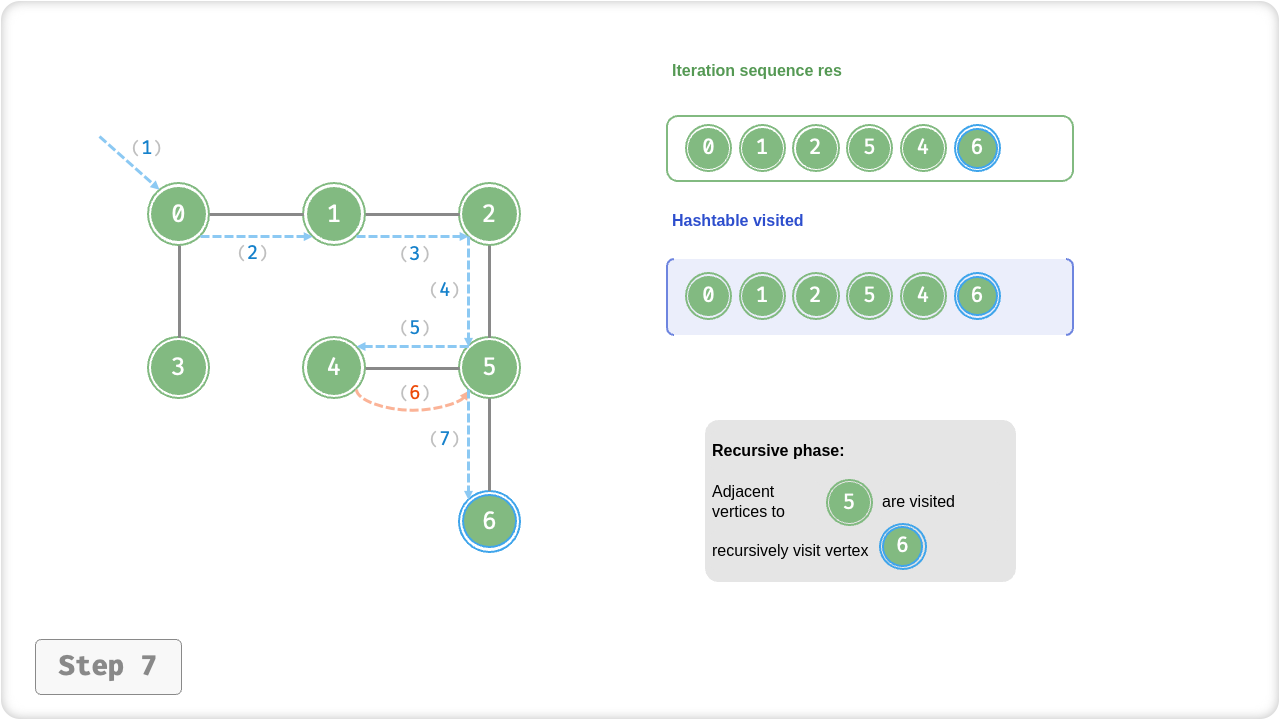 Iteration sequence res
0 1 2 5 4 6
Hashtable visited
0 1 2 5 4 6
(1)
0 1 2
(2) (3)
(4)
(5)
3 4 5
(6)
(7)
6
Recursive phase:
Adjacent
vertices to 5 are visited
recursively visit vertex 6
Step 7